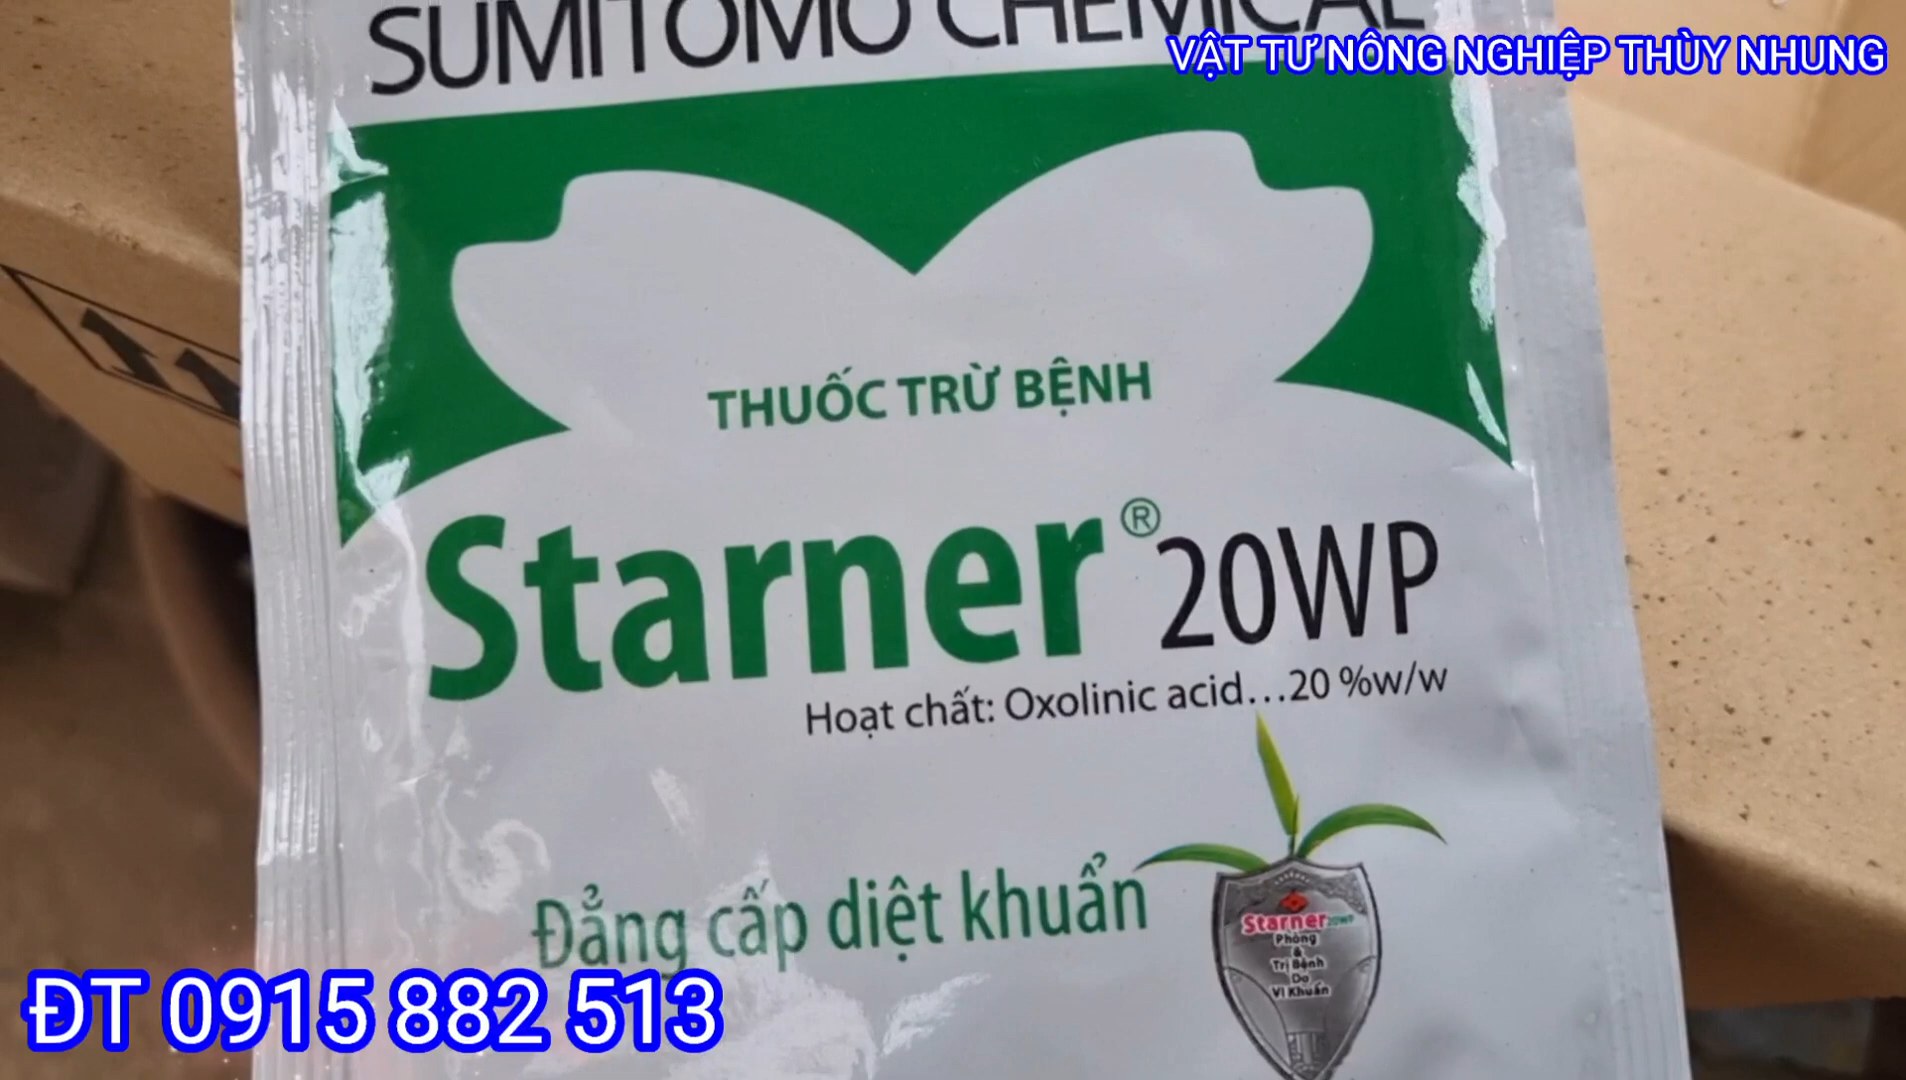 SUMITOMO CHEMICAL
VẬT TƯ NÔNG NGHIỆP THÙY NHUNG
THUỐC TRỪ BỆNH
Starner® 20WP
Hoạt chất: Oxolinic acid...20 %w/w
Đẳng cấp diệt khuẩn
Starner 20WP
Phòng
&
Trị Bệnh
Do
Vi Khuẩn
ĐT 0915 882 513